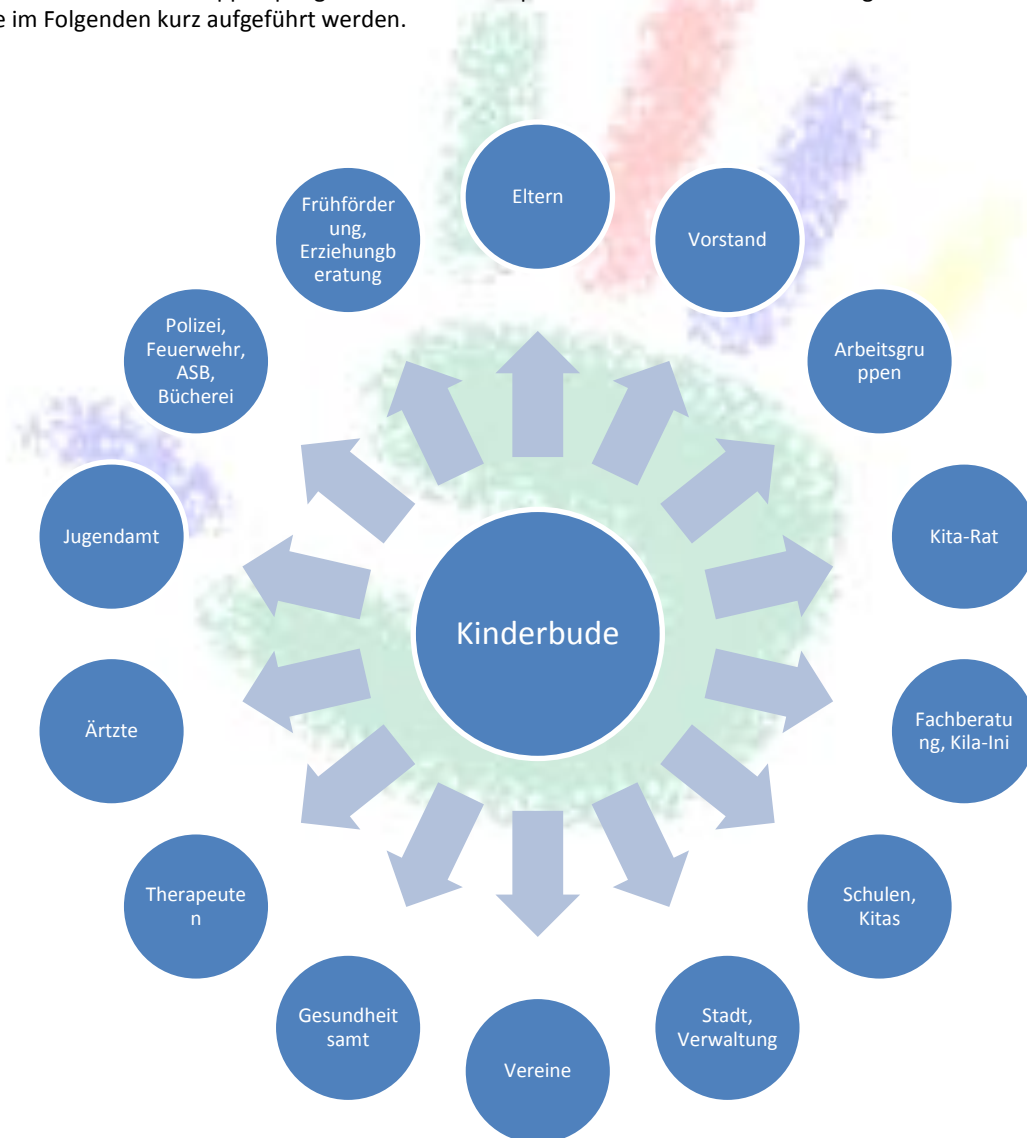 e im Folgenden kurz aufgeführt werden.
Eltern
Vorstand
Arbeitsgru
ppen
Kita-Rat
Fachberatu
ng, Kila-Ini
Schulen,
Kitas
Stadt,
Verwaltung
Vereine
Gesundheit
samt
Therapeute
n
Ärtzte
Jugendamt
Polizei,
Feuerwehr,
ASB,
Bücherei
Frühförder
ung,
Erziehungb
eratung
Kinderbude